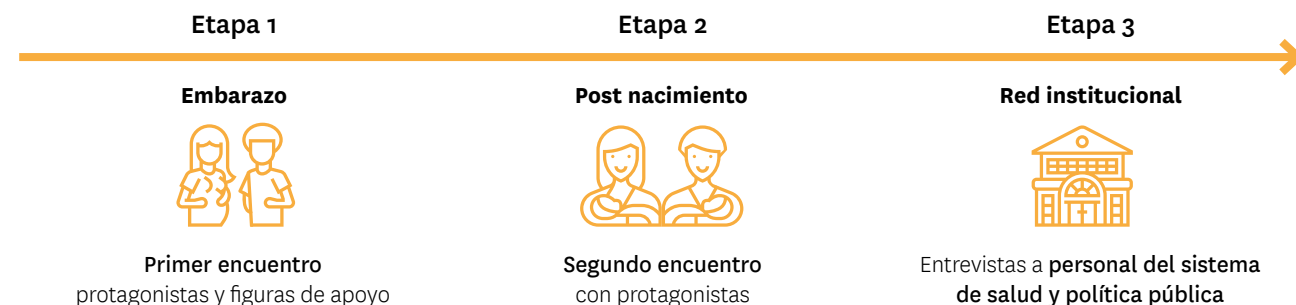 Etapa 1
Etapa 2
Etapa 3
Embarazo
Post nacimiento
Red institucional
Primer encuentro
protagonistas y figuras de apoyo
Segundo encuentro
con protagonistas
Entrevistas a personal del sistema
de salud y política pública